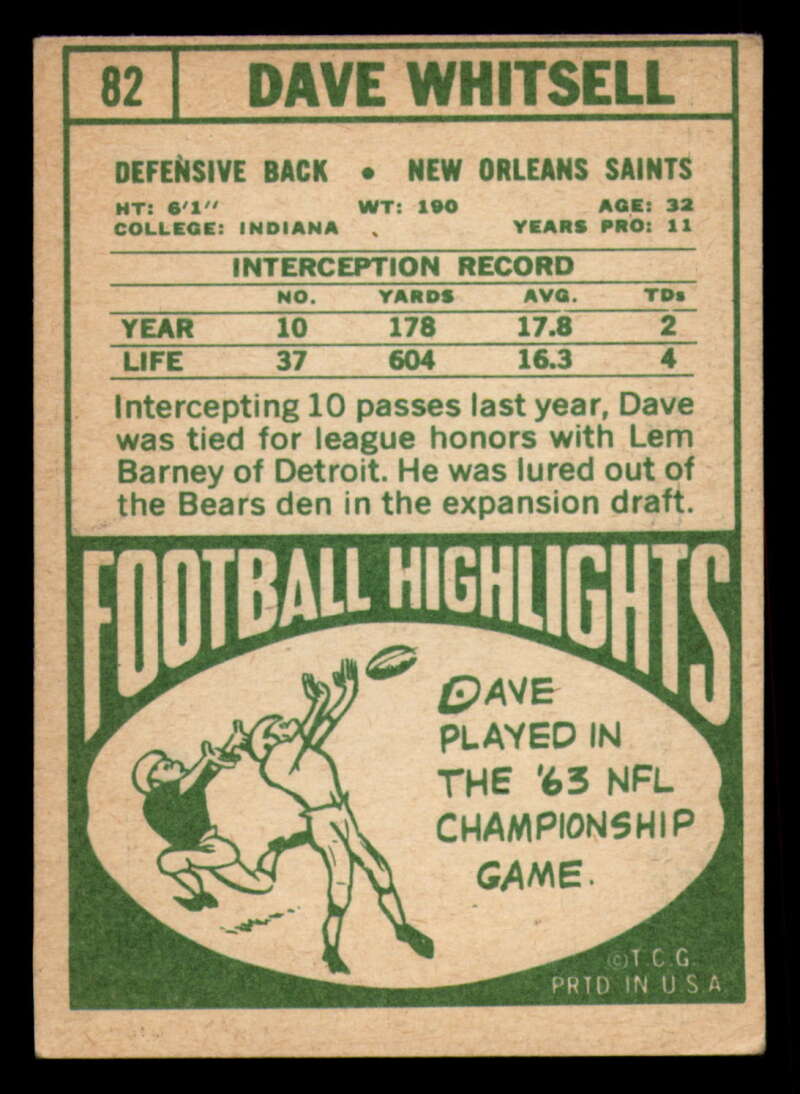 82 DAVE WHITSELL
DEFENSIVE BACK • NEW ORLEANS SAINTS
HT: 6'1" WT: 190 AGE: 32
COLLEGE: INDIANA YEARS PRO: 11
INTERCEPTION RECORD
NO. YARDS AVG. TDs
YEAR 10 178 17.8 2
LIFE 37 604 16.3 4
Intercepting 10 passes last year, Dave
was tied for league honors with Lem
Barney of Detroit. He was lured out of
the Bears den in the expansion draft.
FOOTBALL HIGHLIGHTS
DAVE
PLAYED IN
THE '63 NFL
CHAMPIONSHIP
GAME.
©T.C.G.
PRTD IN U.S.A